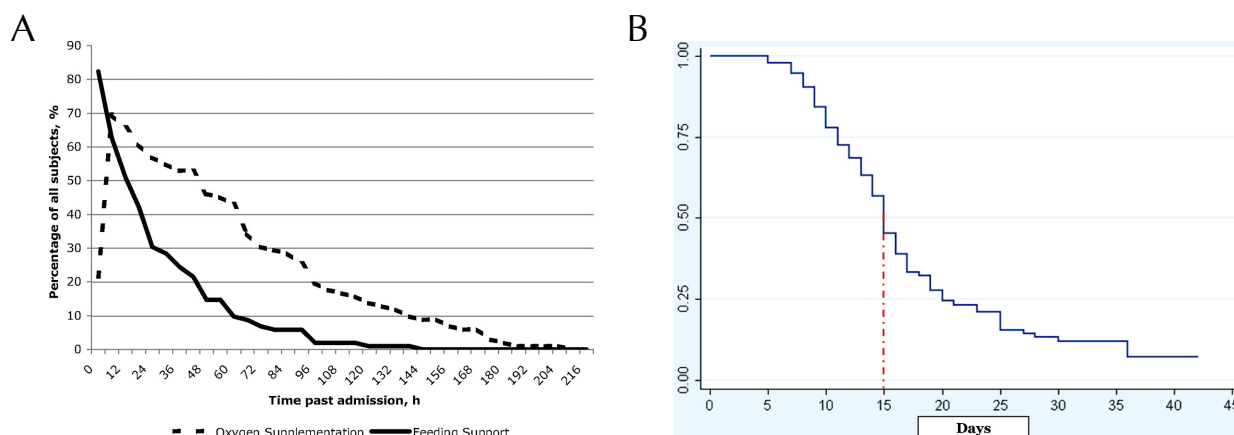 A
B
90
80
70
60
50
40
30
20
10
0
Percentage of all subjects, %
0 12 24 36 48 60 72 84 96 108 120 132 144 156 168 180 192 204 216
Time past admission, h
Oxygen Supplementation Feeding Support
1.00
0.75
0.50
0.25
0.00
0 5 10 15 20 25 30 35 40 45
Days